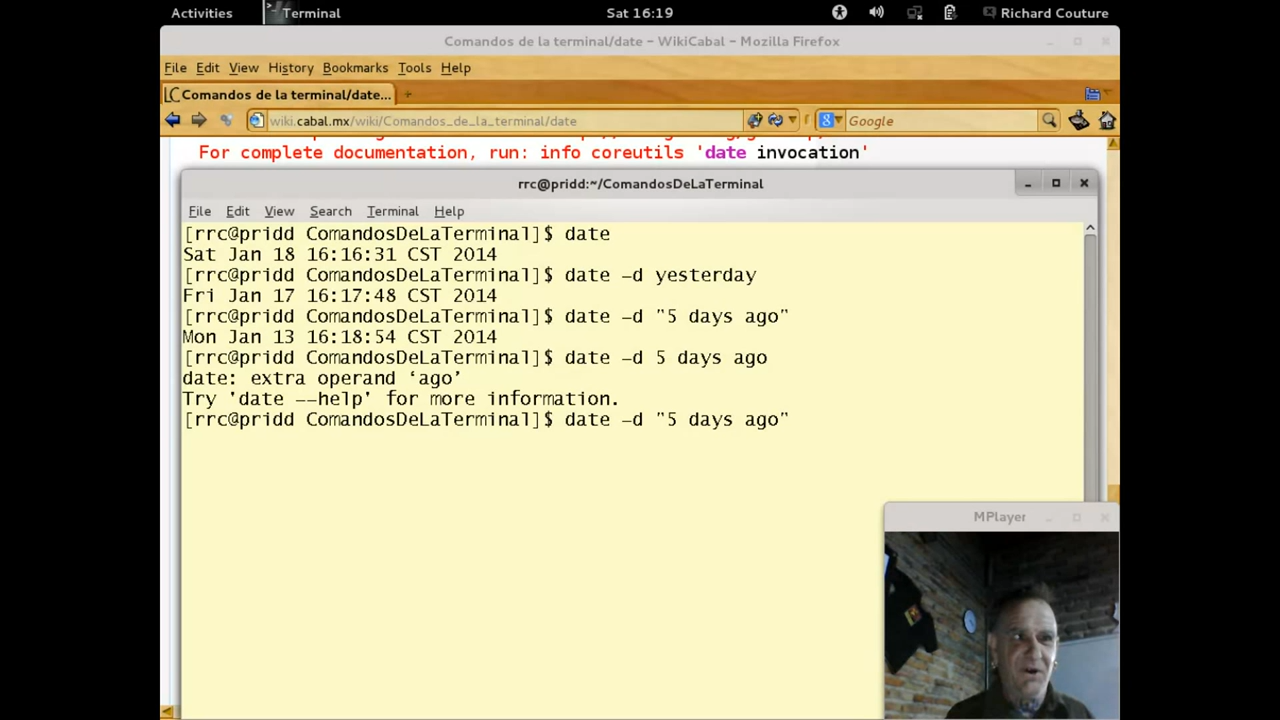 Activities Terminal Sat 16:19 Richard Couture
Comandos de la terminal/date – WikiCabal – Mozilla Firefox
File Edit View History Bookmarks Tools Help
Comandos de la terminal/date...
wiki.cabal.mx/wiki/Comandos_de_la_terminal/date Google
For complete documentation, run: info coreutils 'date invocation'
rrc@pridd:~/ComandosDeLaTerminal
File Edit View Search Terminal Help
[rrc@pridd ComandosDeLaTerminal]$ date
Sat Jan 18 16:16:31 CST 2014
[rrc@pridd ComandosDeLaTerminal]$ date -d yesterday
Fri Jan 17 16:17:48 CST 2014
[rrc@pridd ComandosDeLaTerminal]$ date -d "5 days ago"
Mon Jan 13 16:18:54 CST 2014
[rrc@pridd ComandosDeLaTerminal]$ date -d 5 days ago
date: extra operand ‘ago’
Try 'date --help' for more information.
[rrc@pridd ComandosDeLaTerminal]$ date -d "5 days ago"
MPlayer